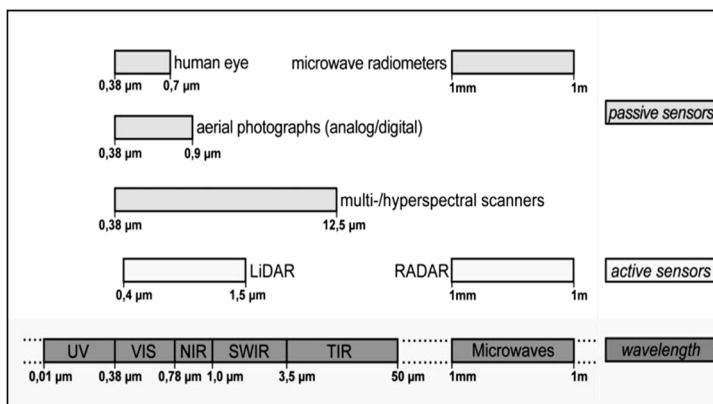 human eye
microwave radiometers
0,38 µm 0,7 µm
1mm 1m
passive sensors
aerial photographs (analog/digital)
0,38 µm 0,9 µm
multi-/hyperspectral scanners
0,38 µm 12,5 µm
LiDAR
RADAR
active sensors
0,4 µm 1,5 µm
1mm 1m
UV VIS NIR SWIR TIR Microwaves wavelength
0,01 µm 0,38 µm 0,78 µm 1,0 µm 3,5 µm 50 µm 1mm 1m